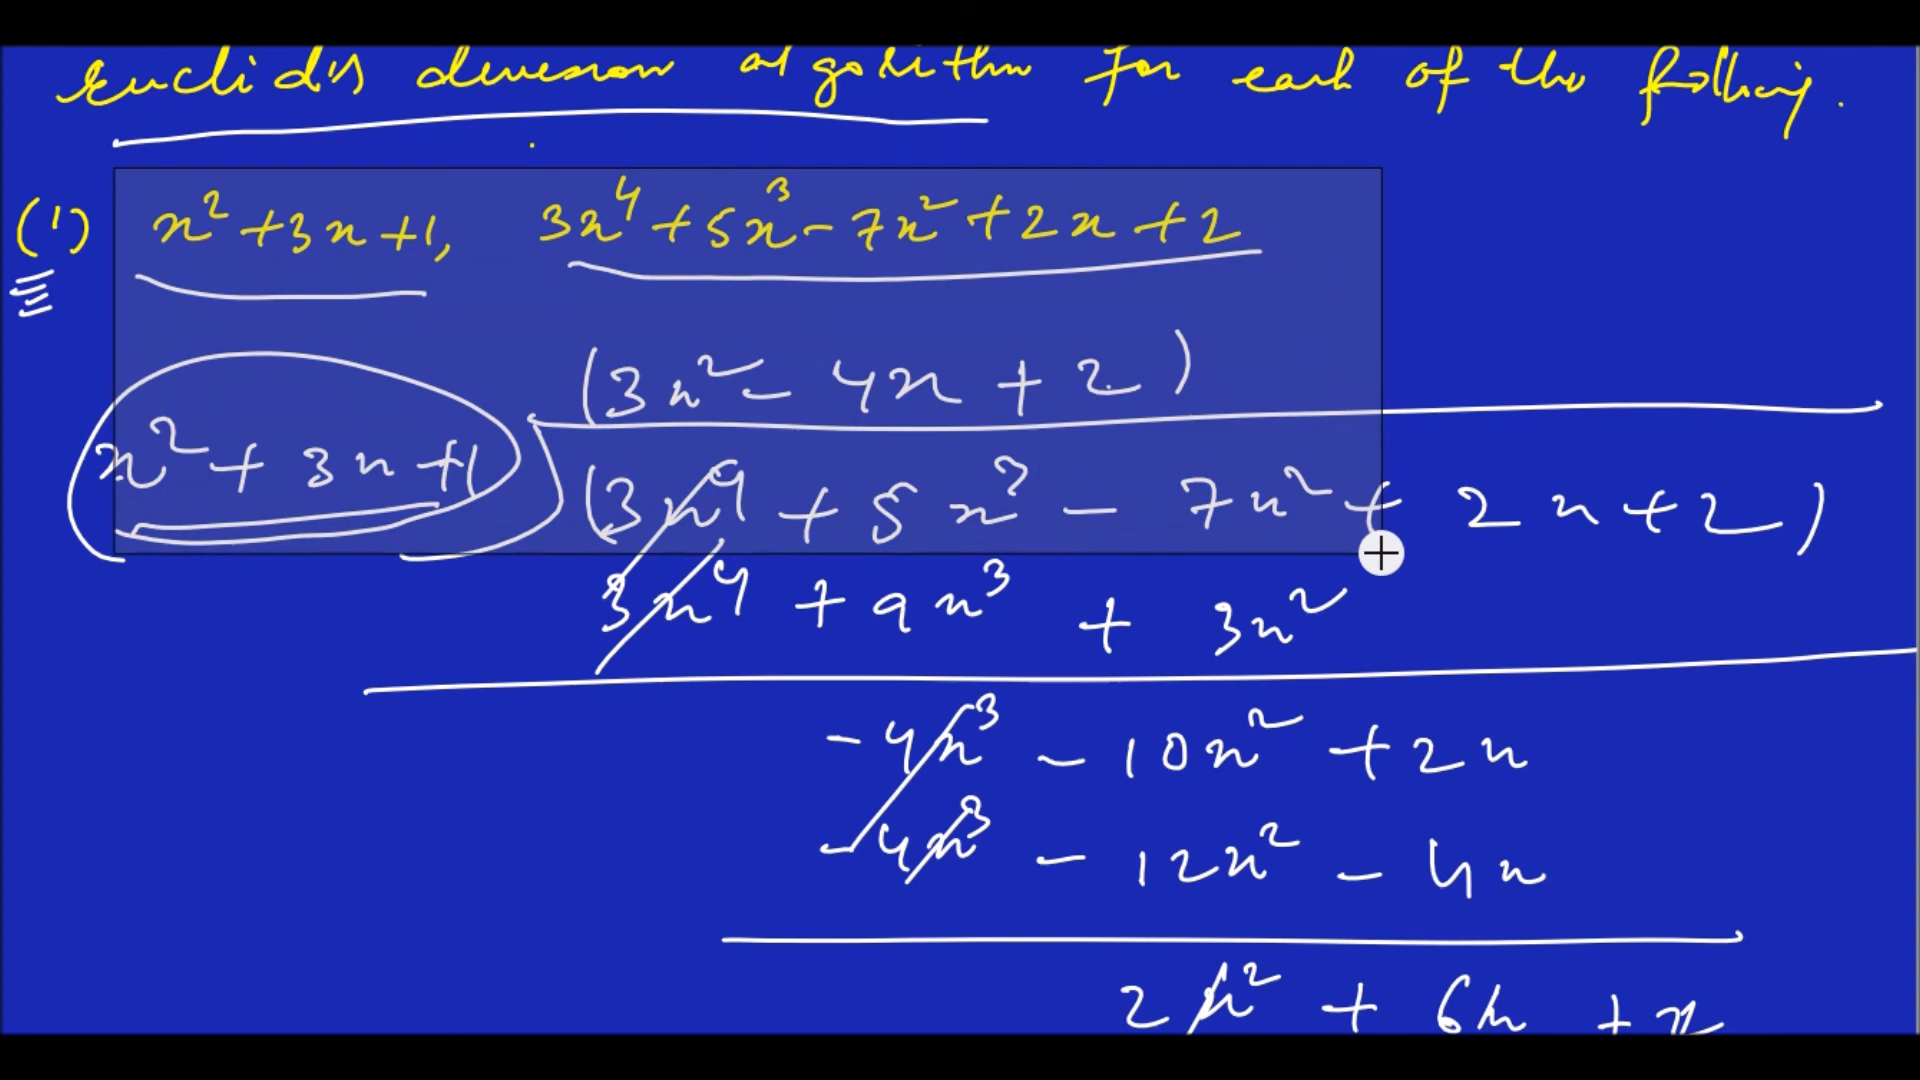 Euclid's division algorithm for each of the following.
(1) x² + 3x + 1, 3x⁴ + 5x³ - 7x² + 2x + 2
(3x² - 4x + 2)
x² + 3x + 1 (3x⁴ + 5x³ - 7x² + 2x + 2)
3x⁴ + 9x³ + 3x²
-4x³ - 10x² + 2x
-4x³ - 12x² - 4x
2x² + 6x +